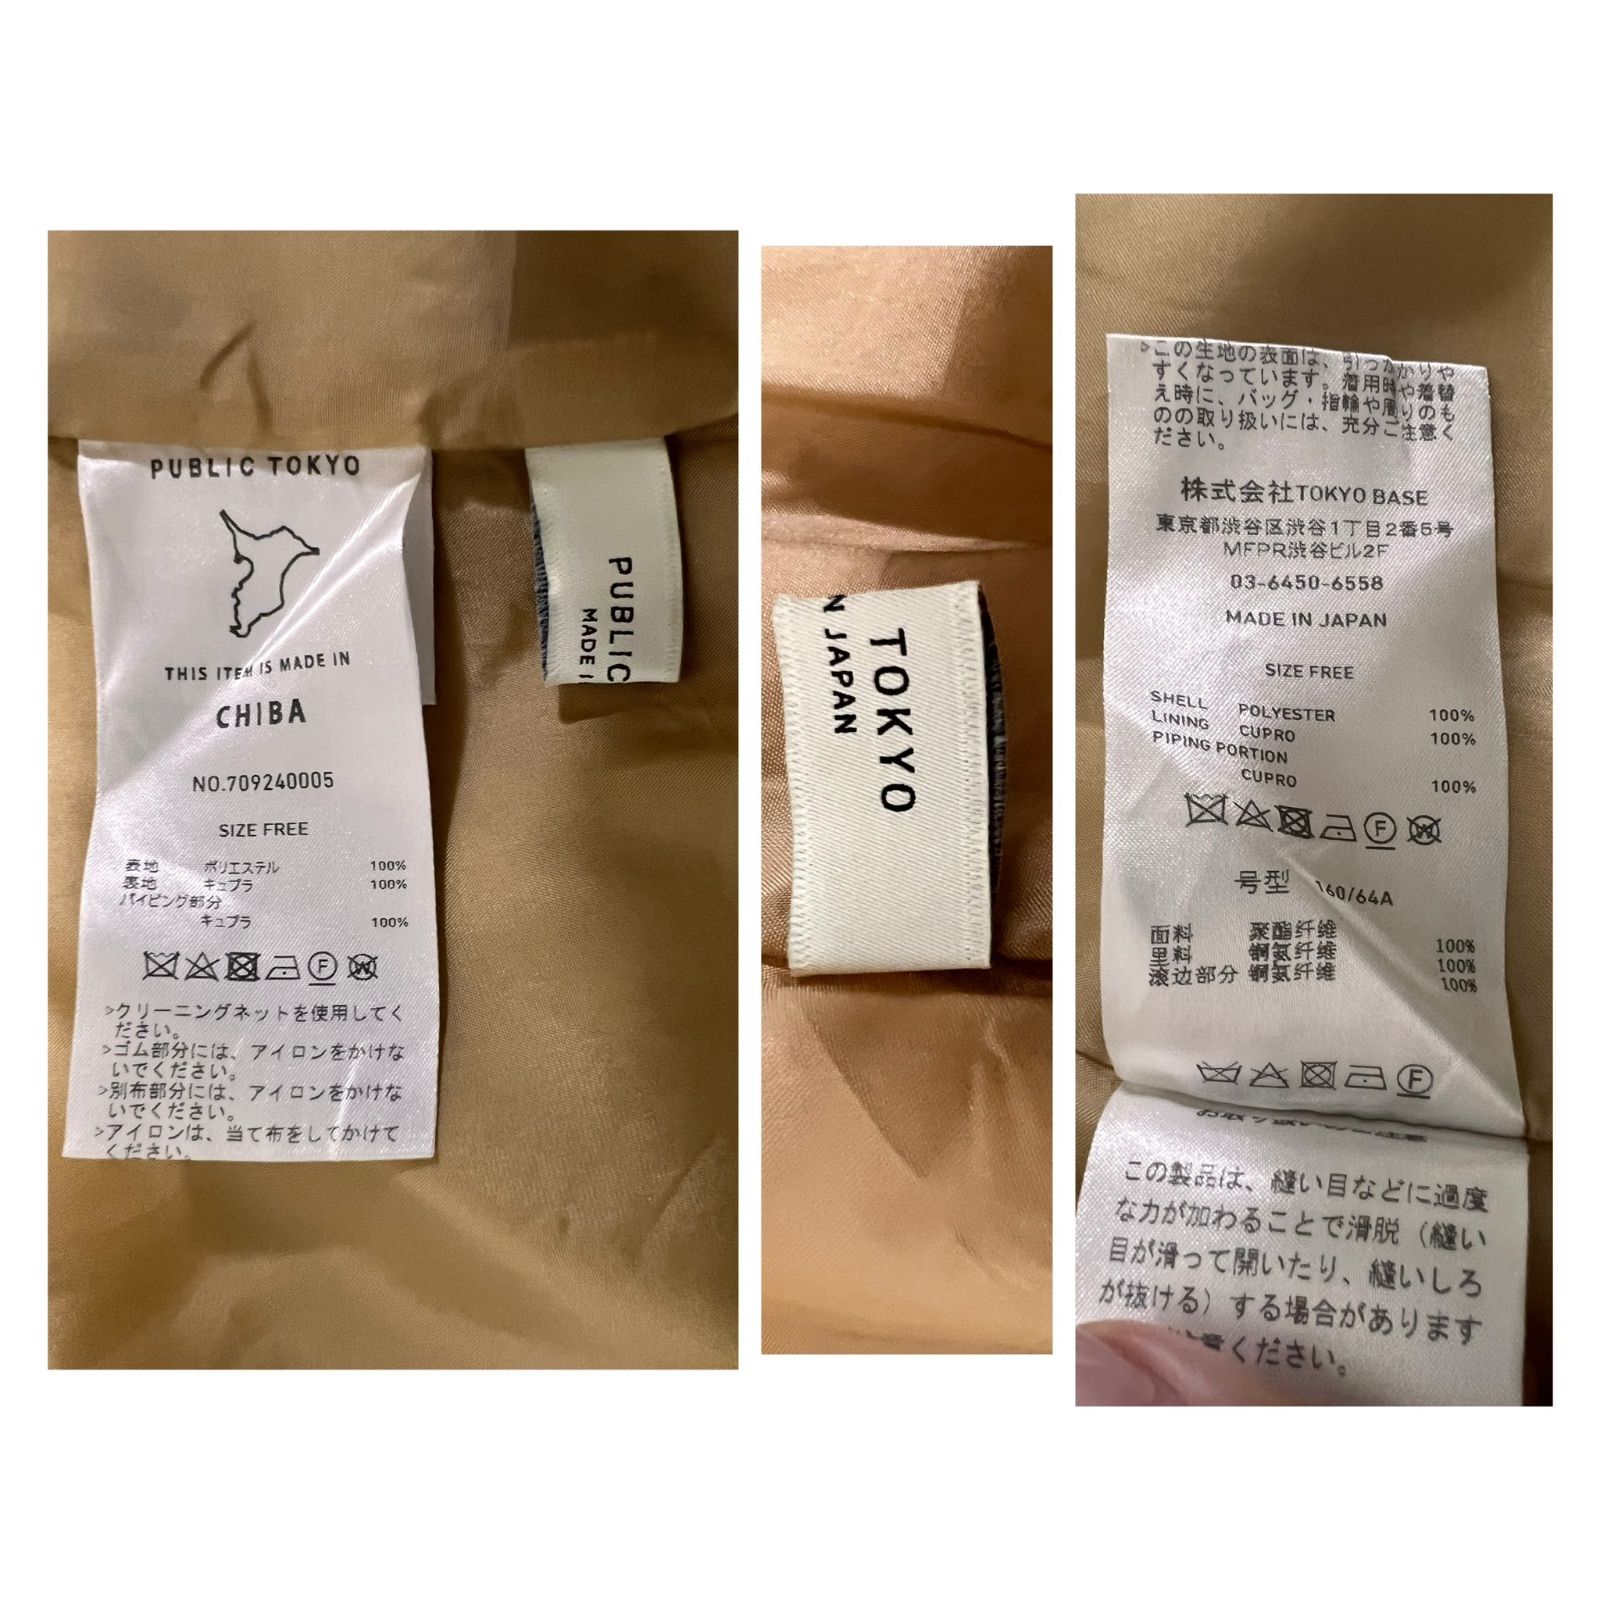 PUBLIC TOKYO
THIS ITEM IS MADE IN
CHIBA
NO.709240005
SIZE FREE
表地 ポリエステル 100%
裏地 キュプラ 100%
パイピング部分
キュプラ 100%
F
W
>クリーニングネットを使用してく
ださい。
>ゴム部分には、アイロンをかけな
いでください。
>別布部分には、アイロンをかけな
いでください。
>アイロンは、当て布をしてかけて
ください。
PUBLIC
MADE I
TOKYO
N JAPAN
>この生地の表面は、引っかかりや
すくなっています。着用時や着替
え時に、バッグ・指輪や周りのも
のの取り扱いには、充分ご注意く
ださい。
株式会社TOKYO BASE
東京都渋谷区渋谷1丁目2番5号
MFPR渋谷ビル2F
03-6450-6558
MADE IN JAPAN
SIZE FREE
SHELL POLYESTER 100%
LINING CUPRO 100%
PIPING PORTION
CUPRO 100%
F
W
号型 160/64A
面料 聚酯纤维 100%
里料 铜氨纤维 100%
滚边部分 铜氨纤维 100%
F
お取り扱いのご注意
この製品は、縫い目などに過度
な力が加わることで滑脱（縫い
目が滑って開いたり、縫いしろ
が抜ける）する場合があります
ください。